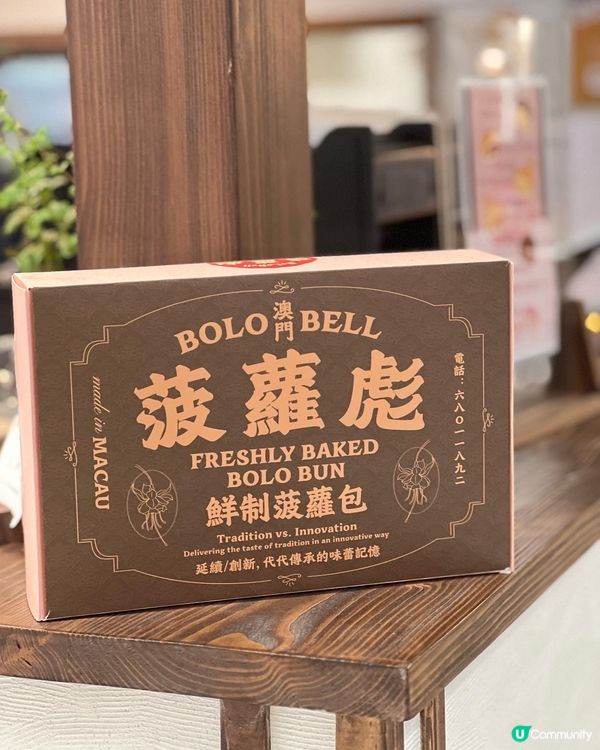 BOLO 澳門 BELL
菠蘿彪
FRESHLY BAKED
BOLO BUN
鮮制菠蘿包
Tradition vs. Innovation
Delivering the taste of tradition in an innovative way
延續/創新, 代代傳承的味蕾記憶
made in MACAU
電話：六八〇一一八九二
U Community